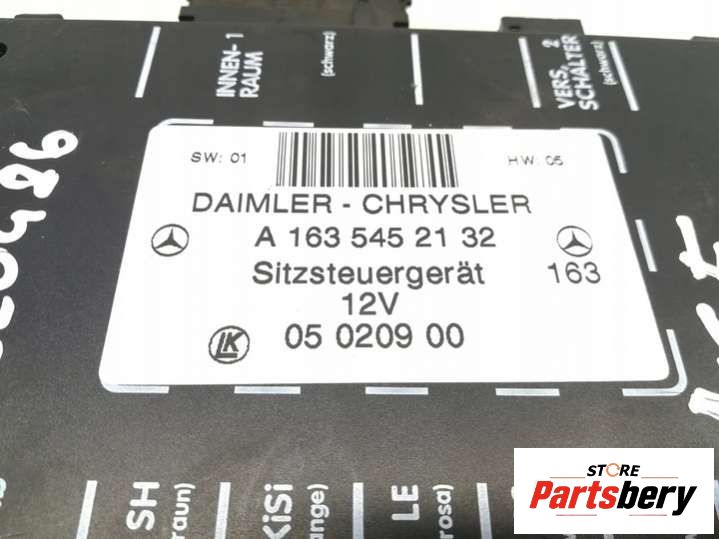 INNEN- 1
RAUM
(schwarz)
VERS, 2
SCHALTER
(schwarz)
SW: 01
HW: 05
DAIMLER - CHRYSLER
A 163 545 21 32
Sitzsteuergerät
163
12V
LK
05 0209 00
SH
KiSi
LE
STORE
Partsbery